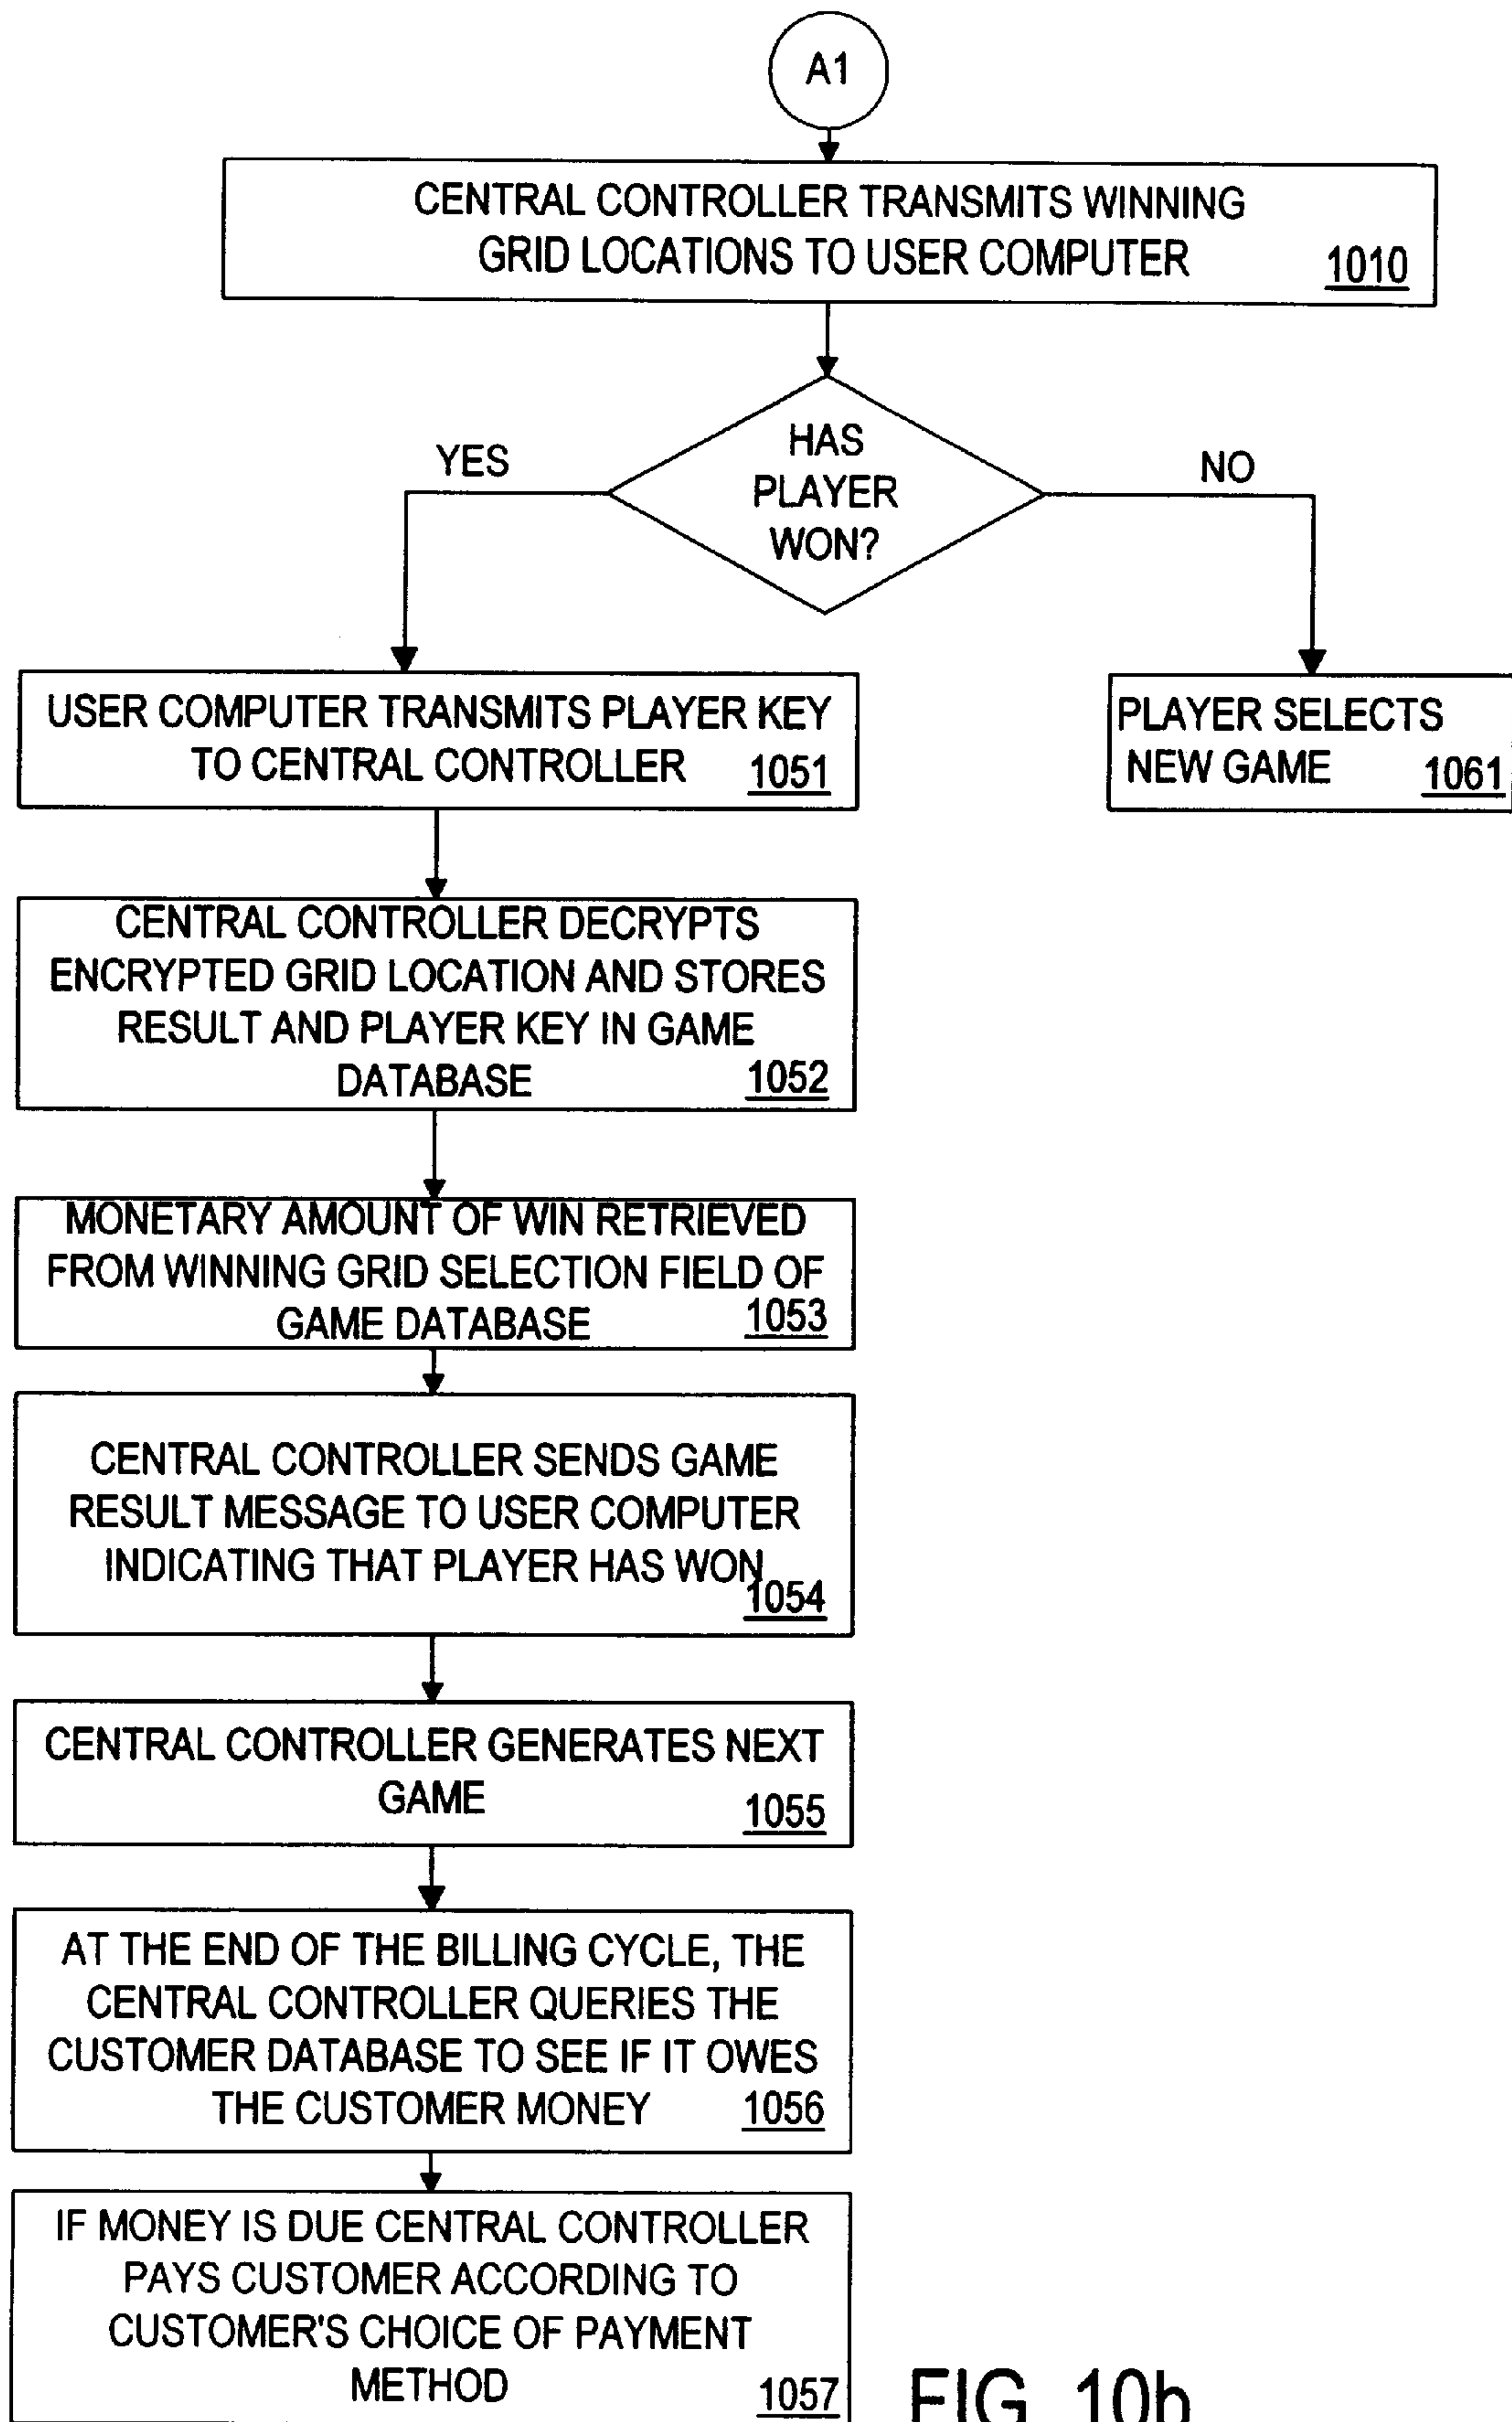 A1
CENTRAL CONTROLLER TRANSMITS WINNING
GRID LOCATIONS TO USER COMPUTER
1010
HAS
PLAYER
WON?
YES
NO
USER COMPUTER TRANSMITS PLAYER KEY
TO CENTRAL CONTROLLER
1051
PLAYER SELECTS
NEW GAME
1061
CENTRAL CONTROLLER DECRYPTS
ENCRYPTED GRID LOCATION AND STORES
RESULT AND PLAYER KEY IN GAME
DATABASE
1052
MONETARY AMOUNT OF WIN RETRIEVED
FROM WINNING GRID SELECTION FIELD OF
GAME DATABASE
1053
CENTRAL CONTROLLER SENDS GAME
RESULT MESSAGE TO USER COMPUTER
INDICATING THAT PLAYER HAS WON
1054
CENTRAL CONTROLLER GENERATES NEXT
GAME
1055
AT THE END OF THE BILLING CYCLE, THE
CENTRAL CONTROLLER QUERIES THE
CUSTOMER DATABASE TO SEE IF IT OWES
THE CUSTOMER MONEY
1056
IF MONEY IS DUE CENTRAL CONTROLLER
PAYS CUSTOMER ACCORDING TO
CUSTOMER'S CHOICE OF PAYMENT
METHOD
1057
FIG. 10b